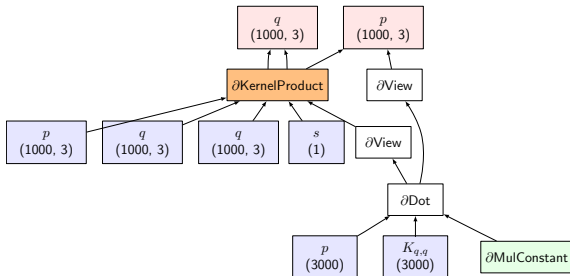 q
(1000, 3)
p
(1000, 3)
∂KernelProduct
∂View
p
(1000, 3)
q
(1000, 3)
q
(1000, 3)
s
(1)
∂View
∂Dot
p
(3000)
K_{q,q}
(3000)
∂MulConstant